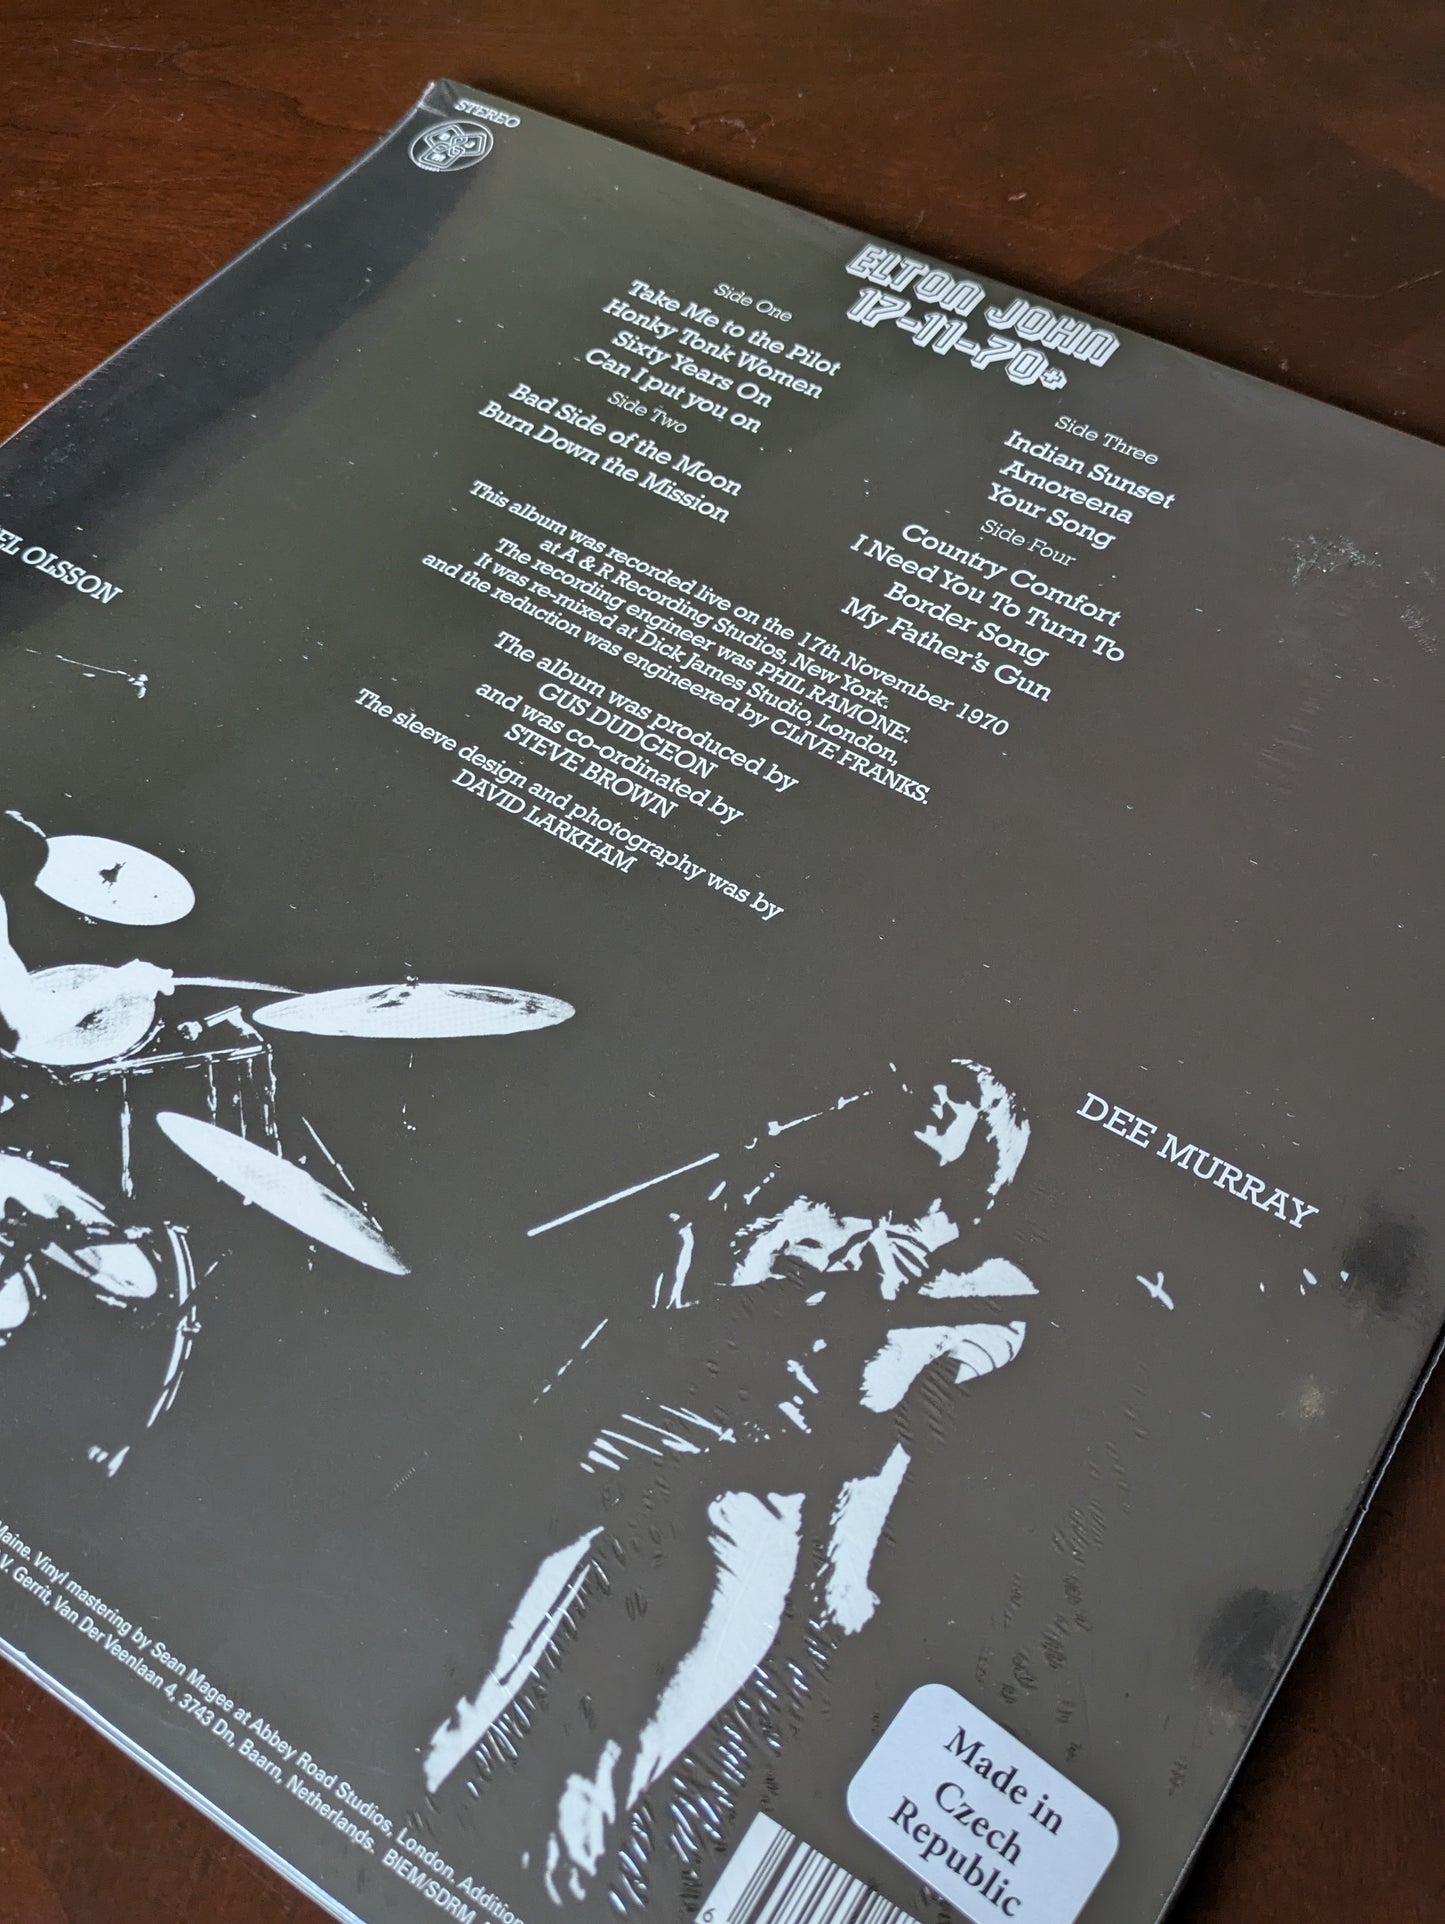 STEREO
ELTON JOHN
17-11-70+
Side One
Take Me to the Pilot
Honky Tonk Women
Sixty Years On
Can I put you on
Side Two
Bad Side of the Moon
Burn Down the Mission
Side Three
Indian Sunset
Amoreena
Your Song
Side Four
Country Comfort
I Need You To Turn To
Border Song
My Father's Gun
This album was recorded live on the 17th November 1970
at A & R Recording Studios, New York.
The recording engineer was PHIL RAMONE.
It was re-mixed at Dick James Studio, London,
and the reduction was engineered by CLIVE FRANKS.
The album was produced by
GUS DUDGEON
and was co-ordinated by
STEVE BROWN
The sleeve design and photography was by
DAVID LARKHAM
EL OLSSON
DEE MURRAY
Maine. Vinyl mastering by Sean Magee at Abbey Road Studios, London. Addition
.V. Gerrit, Van Der Veenlaan 4, 3743 Dn, Baarn, Netherlands. BIEM/SDRM.
Made in
Czech
Republic
6